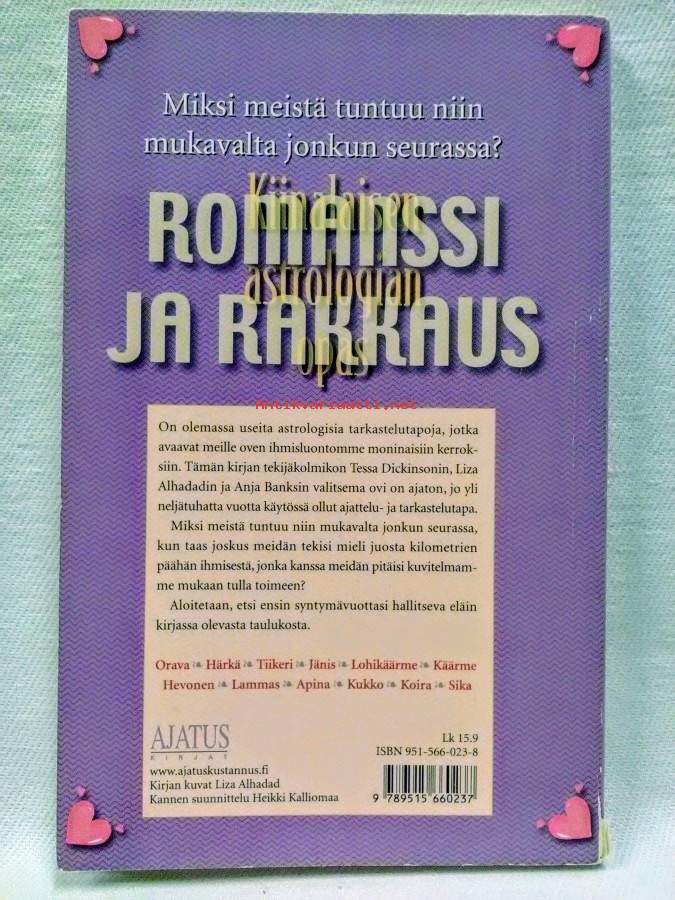 Miksi meistä tuntuu niin
mukavalta jonkun seurassa?
Kiinalaisen
ROMANSSI
astrologian
JA RAKKAUS
opas
Antikvariaatti.net
On olemassa useita astrologisia tarkastelutapoja, jotka
avaavat meille oven ihmisluontomme moninaisiin kerrok-
siin. Tämän kirjan tekijäkolmikon Tessa Dickinsonin, Liza
Alhadadin ja Anja Banksin valitsema ovi on ajaton, jo yli
neljätuhatta vuotta käytössä ollut ajattelu- ja tarkastelutapa.
Miksi meistä tuntuu niin mukavalta jonkun seurassa,
kun taas joskus meidän tekisi mieli juosta kilometrien
päähän ihmisestä, jonka kanssa meidän pitäisi kuvitelmam-
me mukaan tulla toimeen?
Aloitetaan, etsi ensin syntymävuottasi hallitseva eläin
kirjassa olevasta taulukosta.
Orava ❧ Härkä ❧ Tiikeri ❧ Jänis ❧ Lohikäärme ❧ Käärme
Hevonen ❧ Lammas ❧ Apina ❧ Kukko ❧ Koira ❧ Sika
AJATUS
KIRJAT
www.ajatuskustannus.fi
Kirjan kuvat Liza Alhadad
Kannen suunnittelu Heikki Kalliomaa
Lk 15.9
ISBN 951-566-023-8
9 789515 660237